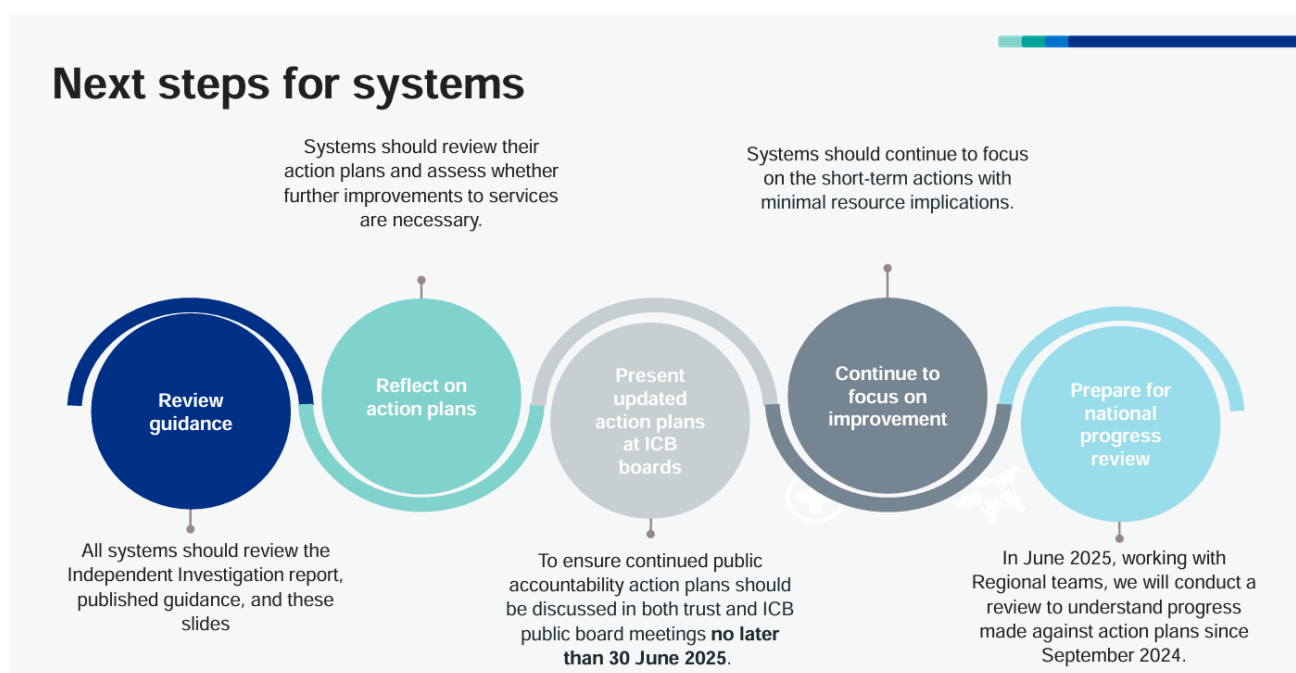 Next steps for systems
Systems should review their
action plans and assess whether
further improvements to services
are necessary.
Systems should continue to focus
on the short-term actions with
minimal resource implications.
Review
guidance
Reflect on
action plans
Present
updated
action plans
at ICB
boards
Continue to
focus on
improvement
Prepare for
national
progress
review
All systems should review the
Independent Investigation report,
published guidance, and these
slides
To ensure continued public
accountability action plans should
be discussed in both trust and ICB
public board meetings no later
than 30 June 2025.
In June 2025, working with
Regional teams, we will conduct a
review to understand progress
made against action plans since
September 2024.